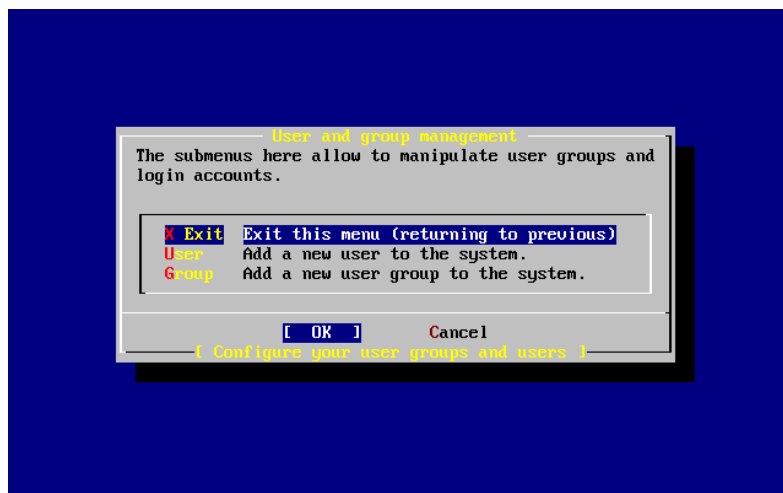 User and group management
The submenus here allow to manipulate user groups and
login accounts.
X Exit Exit this menu (returning to previous)
User Add a new user to the system.
Group Add a new user group to the system.
[ OK ] Cancel
[ Configure your user groups and users ]